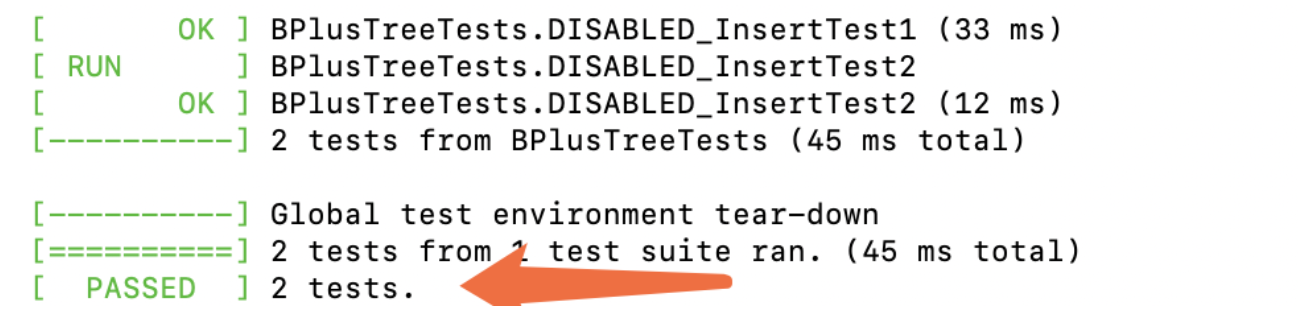 [       OK ] BPlusTreeTests.DISABLED_InsertTest1 (33 ms)
[ RUN      ] BPlusTreeTests.DISABLED_InsertTest2
[       OK ] BPlusTreeTests.DISABLED_InsertTest2 (12 ms)
[----------] 2 tests from BPlusTreeTests (45 ms total)

[----------] Global test environment tear-down
[==========] 2 tests from 1 test suite ran. (45 ms total)
[  PASSED  ] 2 tests.